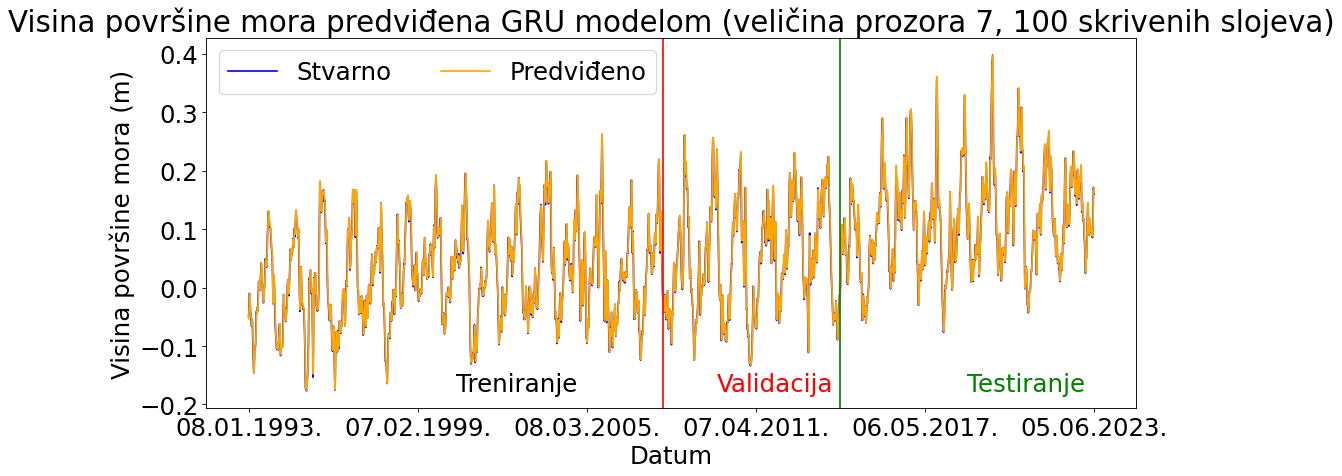 Visina površine mora predviđena GRU modelom (veličina prozora 7, 100 skrivenih slojeva)
Stvarno
Predviđeno
Visina površine mora (m)
0.4
0.3
0.2
0.1
0.0
−0.1
−0.2
Treniranje
Validacija
Testiranje
08.01.1993.
07.02.1999.
08.03.2005.
07.04.2011.
06.05.2017.
05.06.2023.
Datum